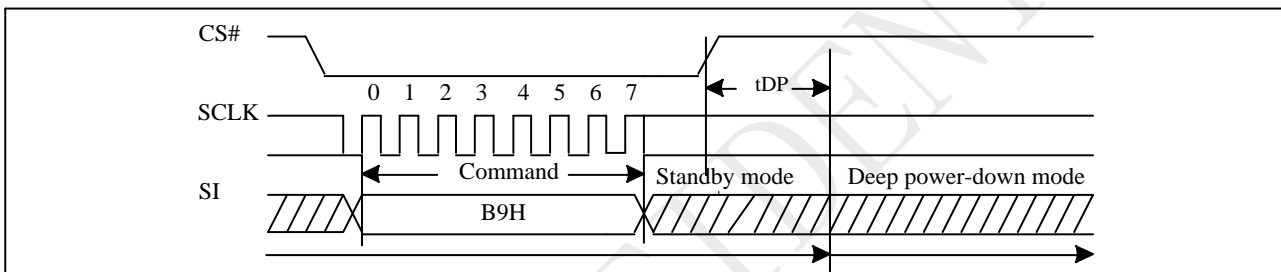 CS#
tDP
0 1 2 3 4 5 6 7
SCLK
Command
Standby mode
Deep power-down mode
SI
B9H